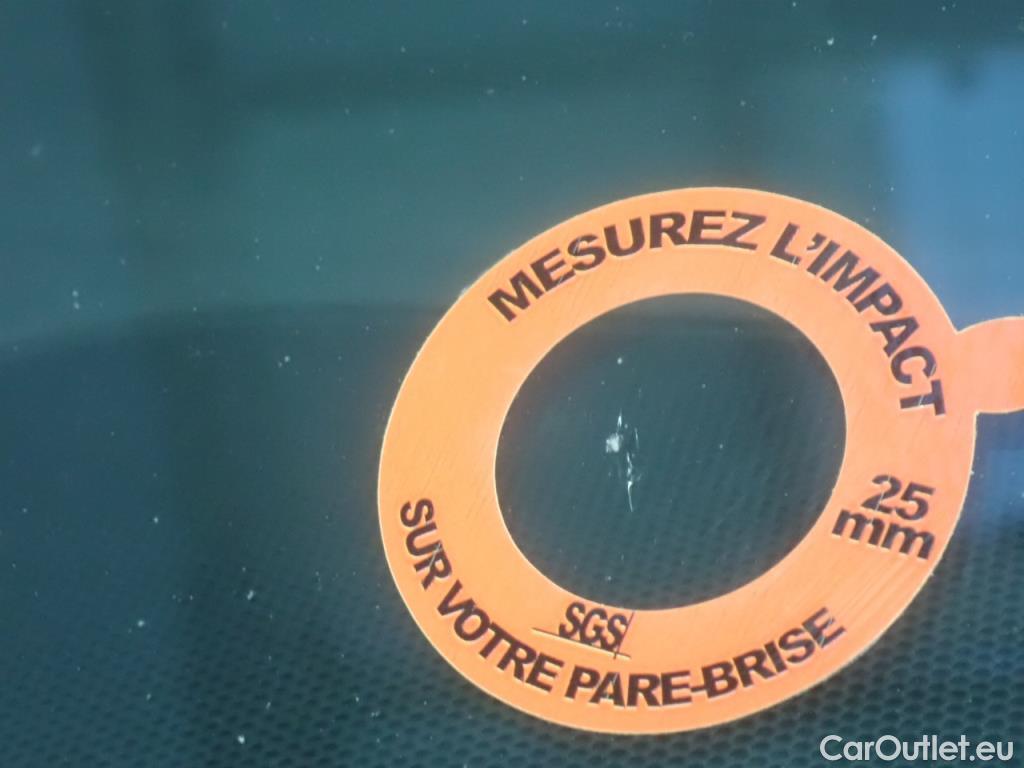 MESUREZ L'IMPACT
25
mm
SGS
SUR VOTRE PARE-BRISE
CarOutlet.eu